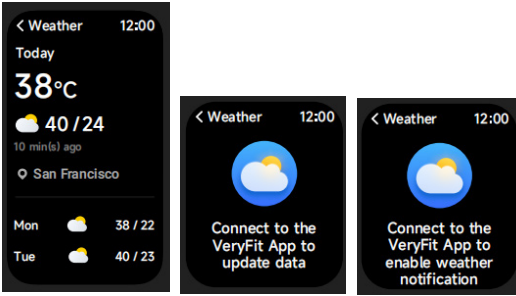 < Weather 12:00
Today
38°C
40 / 24
10 min(s) ago
San Francisco
Mon 38 / 22
Tue 40 / 23
< Weather 12:00
Connect to the
VeryFit App to
update data
< Weather 12:00
Connect to the
VeryFit App to
enable weather
notification